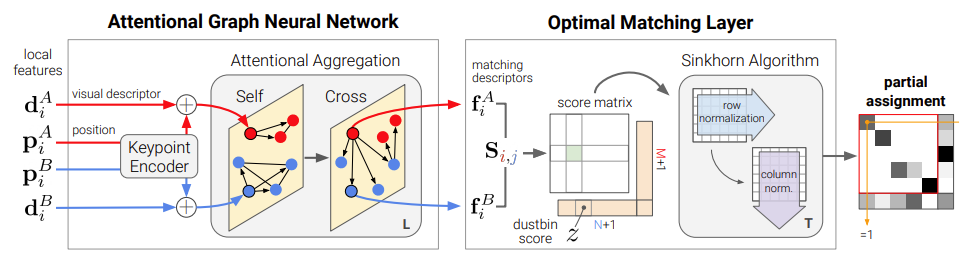 Attentional Graph Neural Network
Optimal Matching Layer
local
features
d_i^A
p_i^A
p_i^B
d_i^B
visual descriptor
position
Keypoint
Encoder
+
+
Attentional Aggregation
Self
Cross
L
matching
descriptors
f_i^A
S_i,j
f_i^B
score matrix
M+1
N+1
dustbin
score
z
Sinkhorn Algorithm
row
normalization
column
norm.
T
partial
assignment
=1